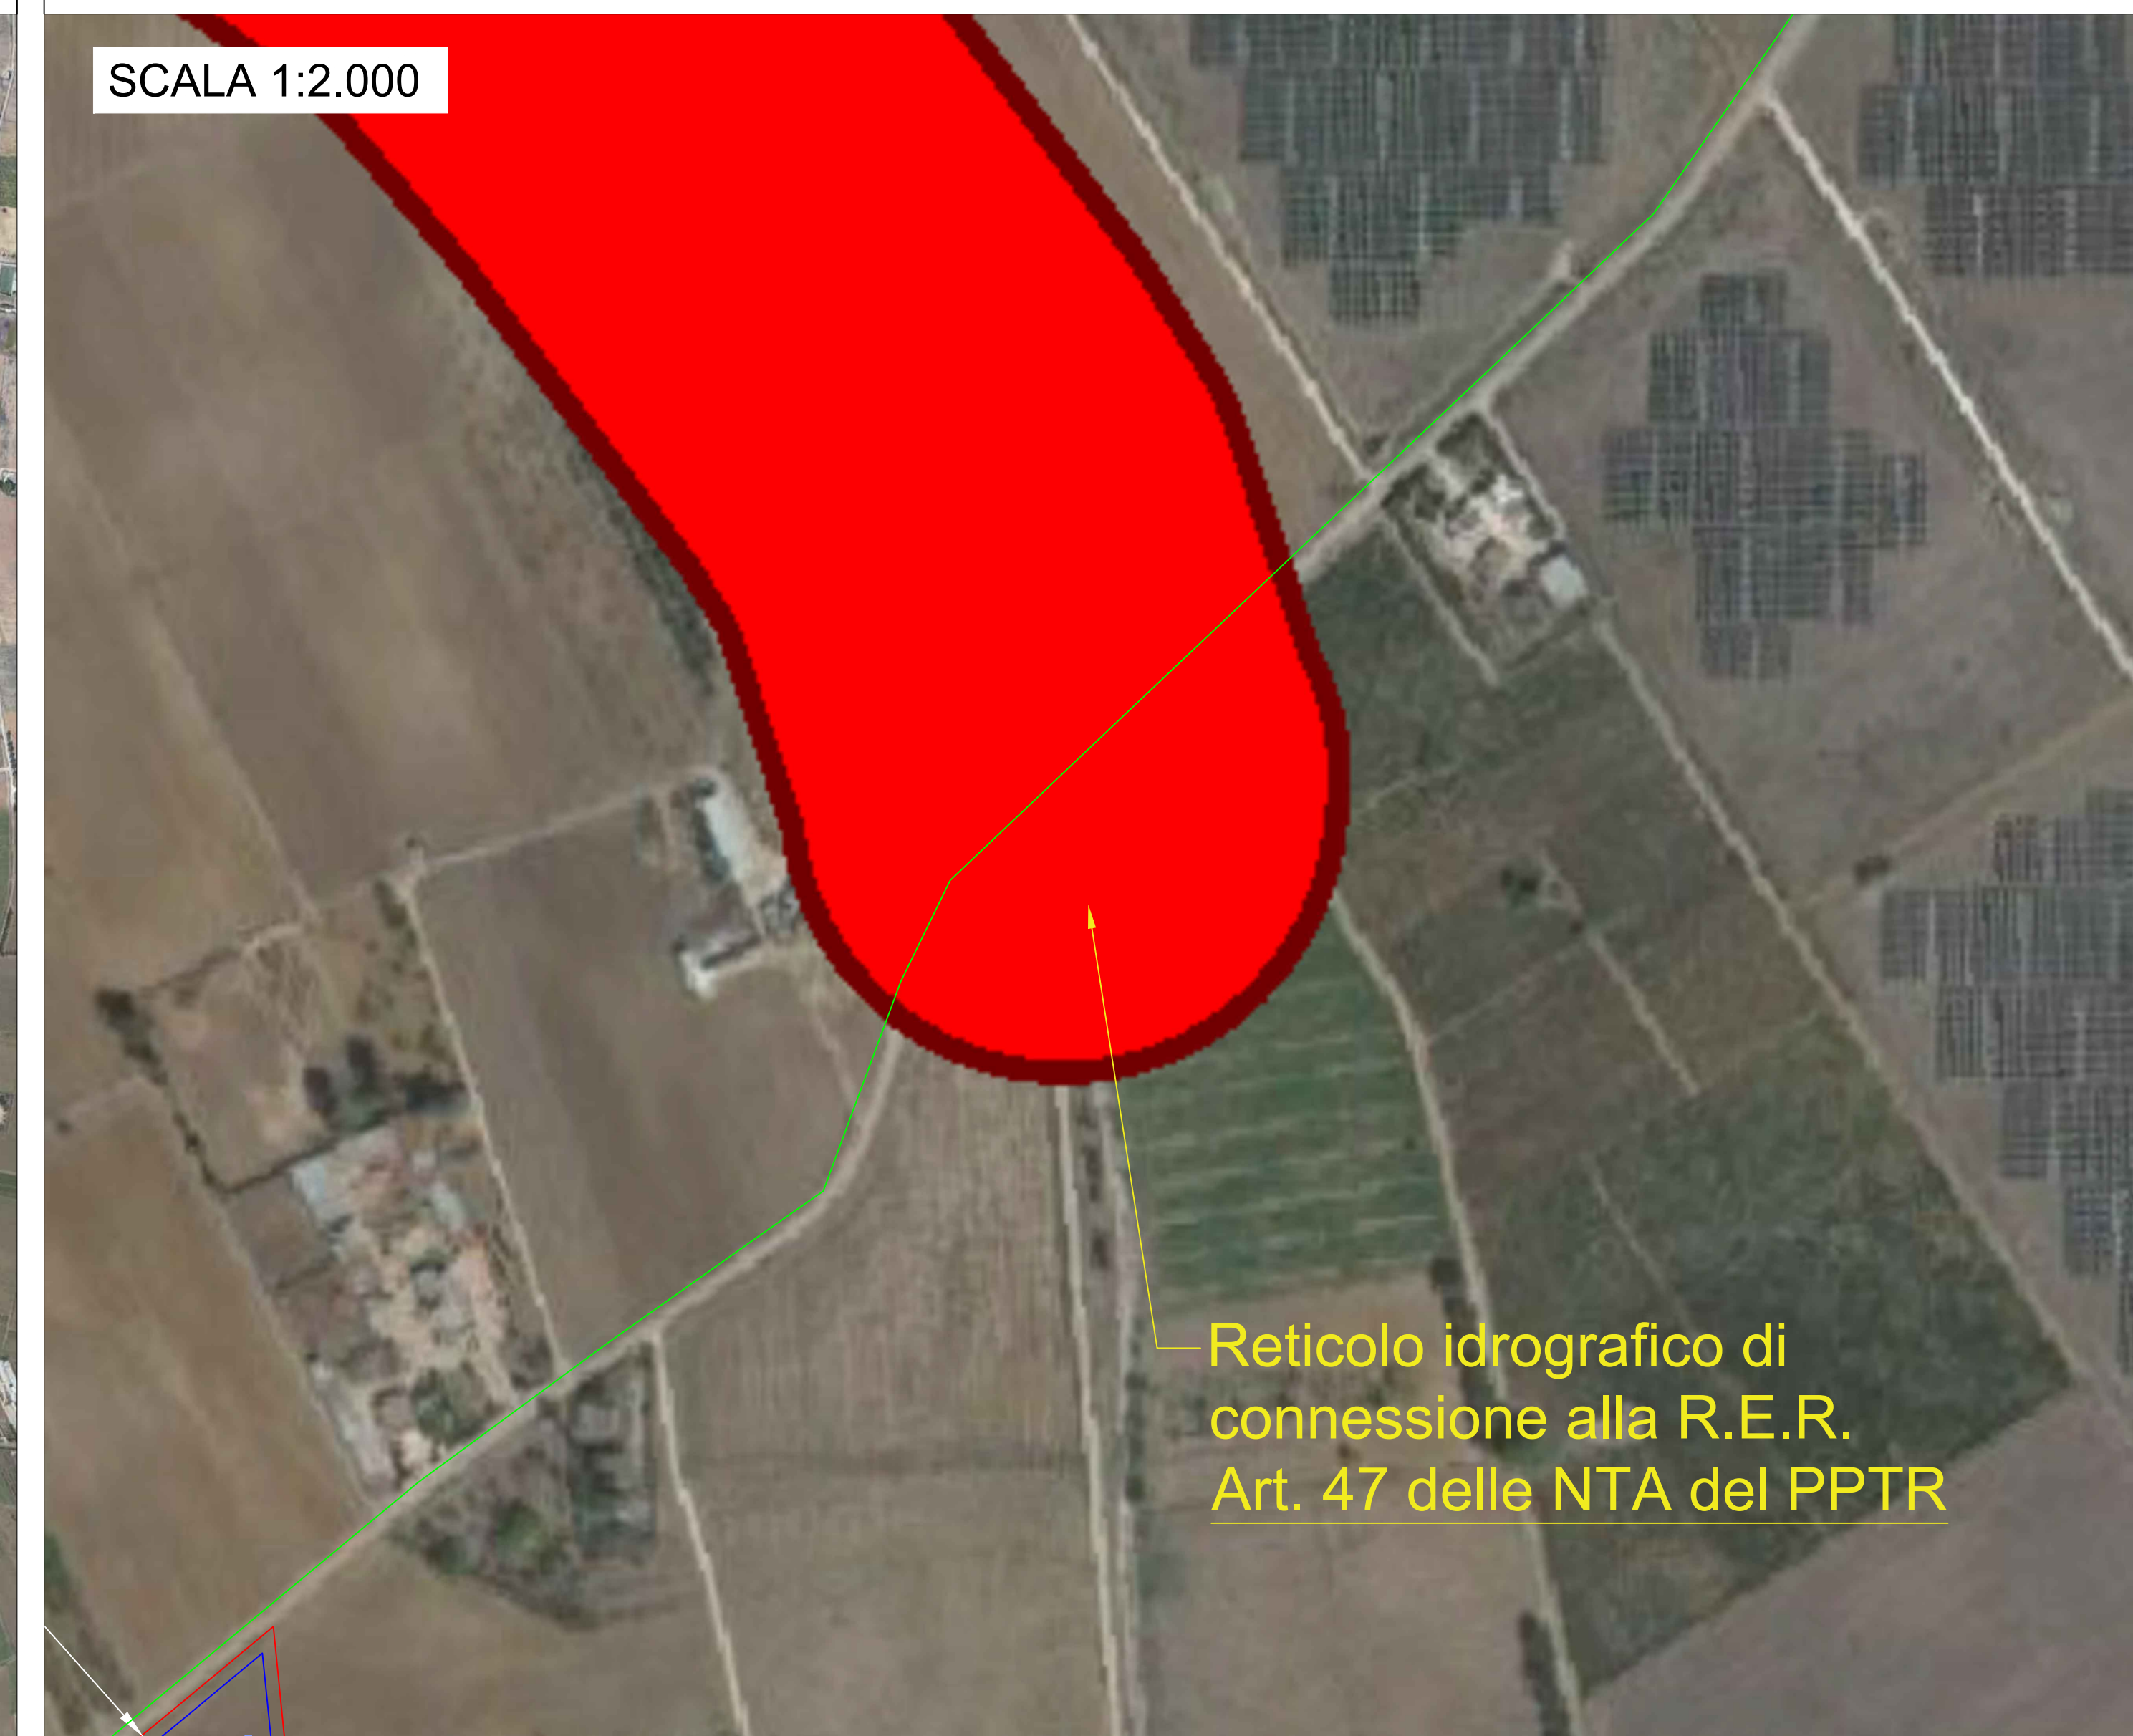 SCALA 1:2.000
Reticolo idrografico di
connessione alla R.E.R.
Art. 47 delle NTA del PPTR